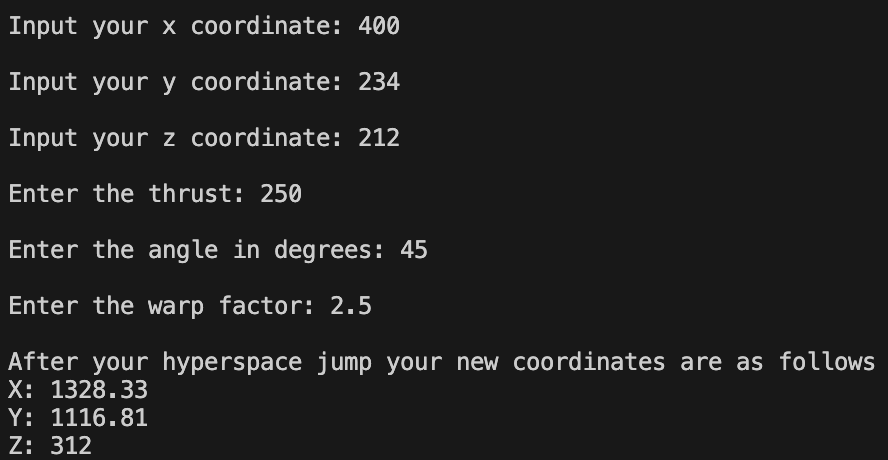 Input your x coordinate: 400
Input your y coordinate: 234
Input your z coordinate: 212
Enter the thrust: 250
Enter the angle in degrees: 45
Enter the warp factor: 2.5
After your hyperspace jump your new coordinates are as follows
X: 1328.33
Y: 1116.81
Z: 312